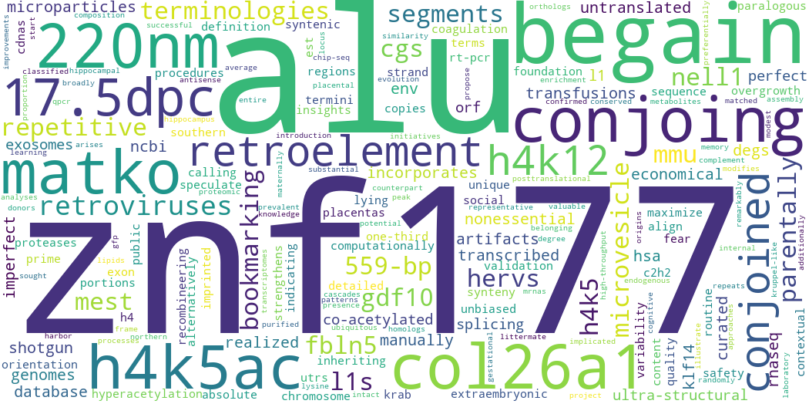 microparticles
terminologies
untranslated
paralogous
orthologs
composition
successful
cdnas
start
220nm
definition
syntenic
est
locus
segments
similarity
coagulation
cgs
terms
rt-pcr
alu
begain
improvements
classified
hippocampal
broadly
procedures
chip-seq
regions
average
placental
evolution
strand
env
foundation
enrichment
l1
nell1
perfect
preferentially
17.5dpc
antisense
qpcr
proportion
hippocampus
entire
termini
insights
copies
propose
orf
transfusions
sequence
metabolites
overgrowth
assembly
confirmed
conserved
matched
modest
repetitive
southern
conjoing
exosomes
ncbi
retroelement
introduction
initiatives
h4k12
mmu
degs
memory
complement
modifies
learning
arises
calling
speculate
proteomic
substantial
counterpart
peak
incorporates
posttranslational
economical
matko
analyses
donors
retroviruses
bookmarking
maternally
prevalent
knowledge
placentas
lying
potential
unique
representative
social
valuable
belonging
degree
nonessential
microvesicle
maximize
align
fear
conjoined
parentally
remarkably
kruppel-like
additionally
imperfect
proteases
prime
exon
portions
mest
h4
frame
processes
northern
public
alternatively
recombineering
gfp
lipids
imprinted
znf177
transcriptomes
strengthens
indicating
computationally
one-third
559-bp
detailed
cascades
patterns
presence
ubiquitous
gdf10
co-acetylated
manually
artifacts
transcribed
hervs
validation
synteny
unbiased
mrnas
homologs
splicing
high-throughput
h4k5
hsa
c2h2
origins
internal
endogenous
repeats
harbor
shotgun
orientation
genomes
database
h4k5ac
realized
purified
fbln5
inheriting
utrs
lysine
l1s
intact
krab
hyperacetylation
absolute
chromosome
gestational
littermate
implicated
extraembryonic
col26a1
project
variability
content
cognitive
quality
klf14
illustrate
approaches
routine
curated
safety
randomly
rnaseq
laboratory
contextual
ultra-structural
sought